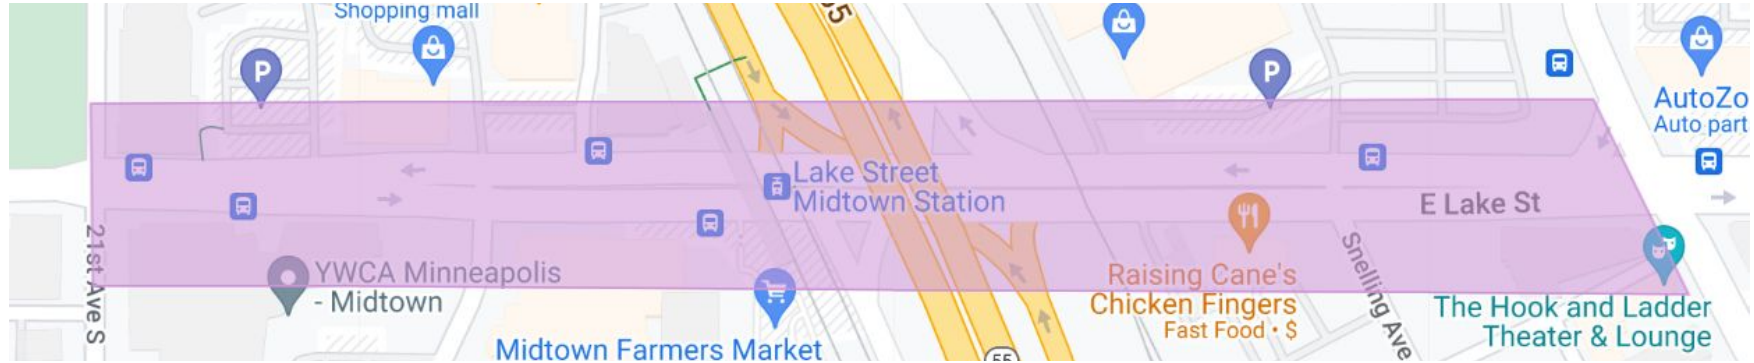 Shopping mall
55
P
P
AutoZo
Auto part
Lake Street
Midtown Station
E Lake St
21st Ave S
YWCA Minneapolis
- Midtown
Raising Cane's
Chicken Fingers
Fast Food • $
Snelling Ave
The Hook and Ladder
Theater & Lounge
Midtown Farmers Market
55